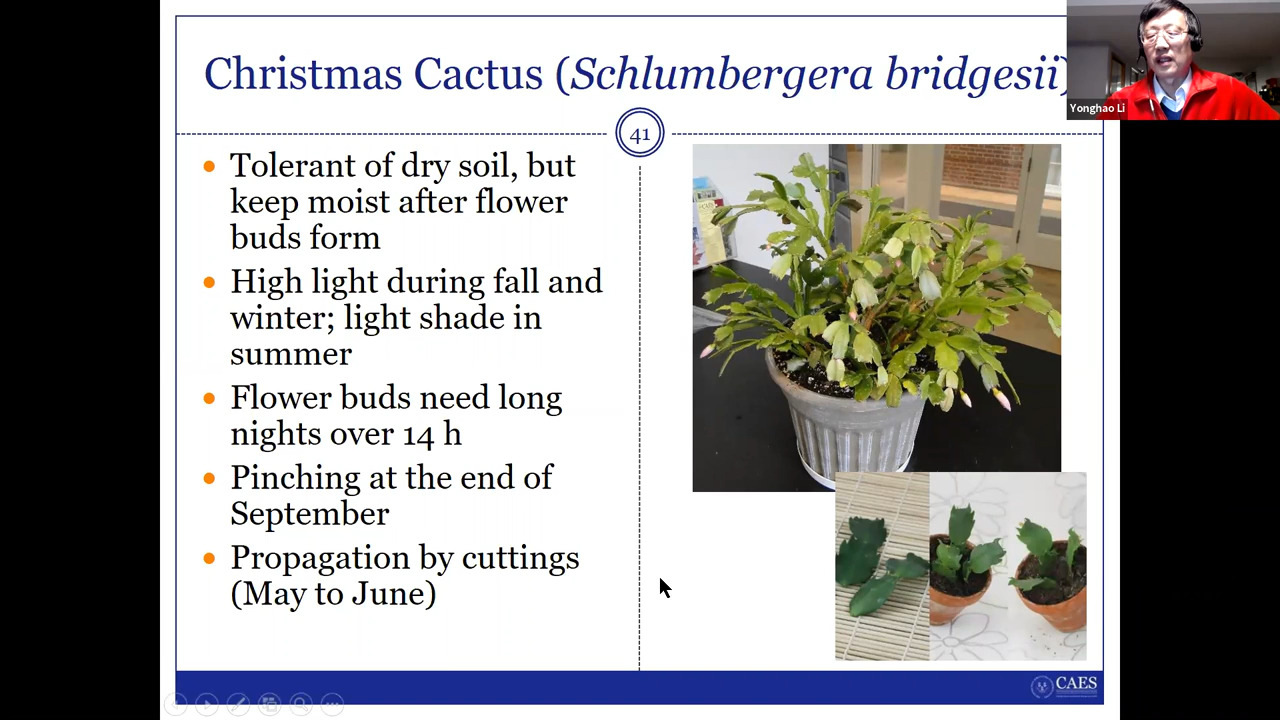 Christmas Cactus (Schlumbergera bridgesii)
Yonghao Li
41
• Tolerant of dry soil, but
keep moist after flower
buds form
• High light during fall and
winter; light shade in
summer
• Flower buds need long
nights over 14 h
• Pinching at the end of
September
• Propagation by cuttings
(May to June)
CAES
CAES